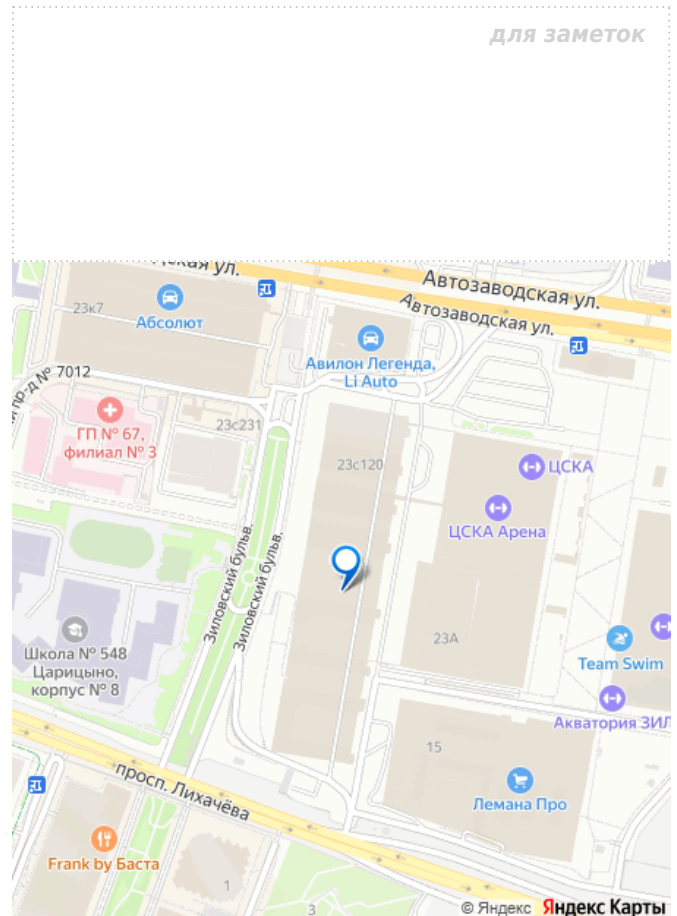 для заметок
ская ул.
Автозаводская ул.
Автозаводская ул.
23к7
Абсолют
Авилон Легенда,
Li Auto
пр-д № 7012
ГП № 67,
филиал № 3
23с231
23с120
ЦСКА
ЦСКА Арена
Зиловский бульв.
Зиловский бульв.
Школа № 548
Царицыно,
корпус № 8
23А
Team Swim
Акватория ЗИЛ
15
Лемана Про
просп. Лихачёва
Frank by Баста
1
3
© Яндекс Яндекс Карты